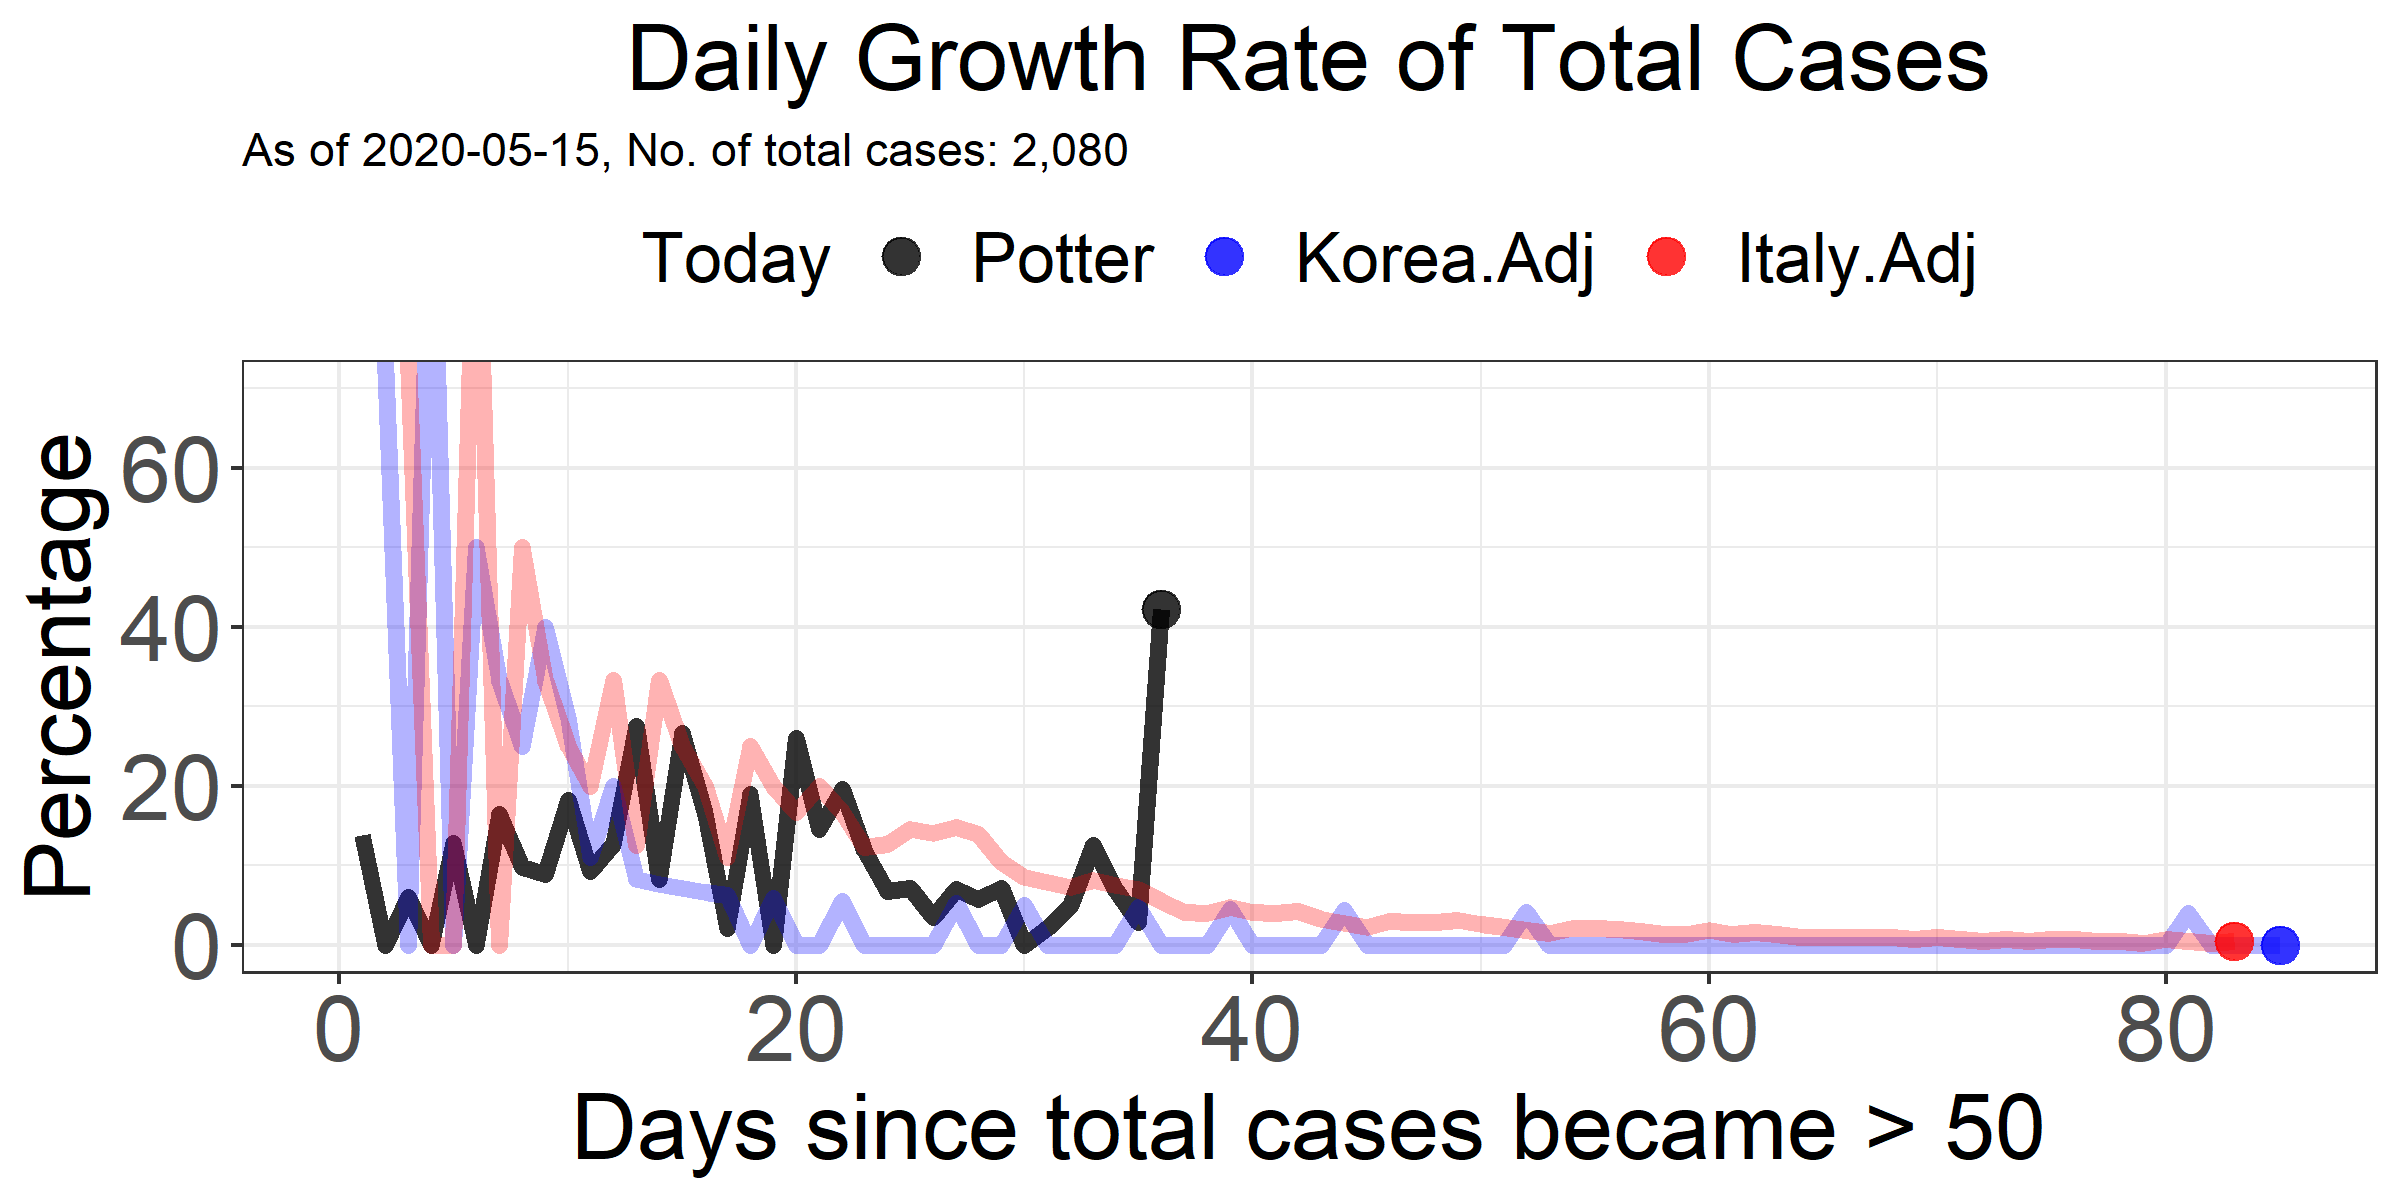 Daily Growth Rate of Total Cases
As of 2020-05-15, No. of total cases: 2,080
Today Potter Korea.Adj Italy.Adj
Percentage
60
40
20
0
0 20 40 60 80
Days since total cases became > 50